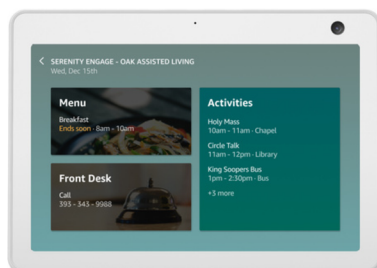 SERENITY ENGAGE - OAK ASSISTED LIVING
Wed, Dec 15th
Menu
Breakfast
Ends soon · 8am - 10am
Front Desk
Call
393 - 343 - 9988
Activities
Holy Mass
10am - 11am · Chapel
Circle Talk
11am - 12pm · Library
King Soopers Bus
1pm - 2:30pm · Bus
+3 more